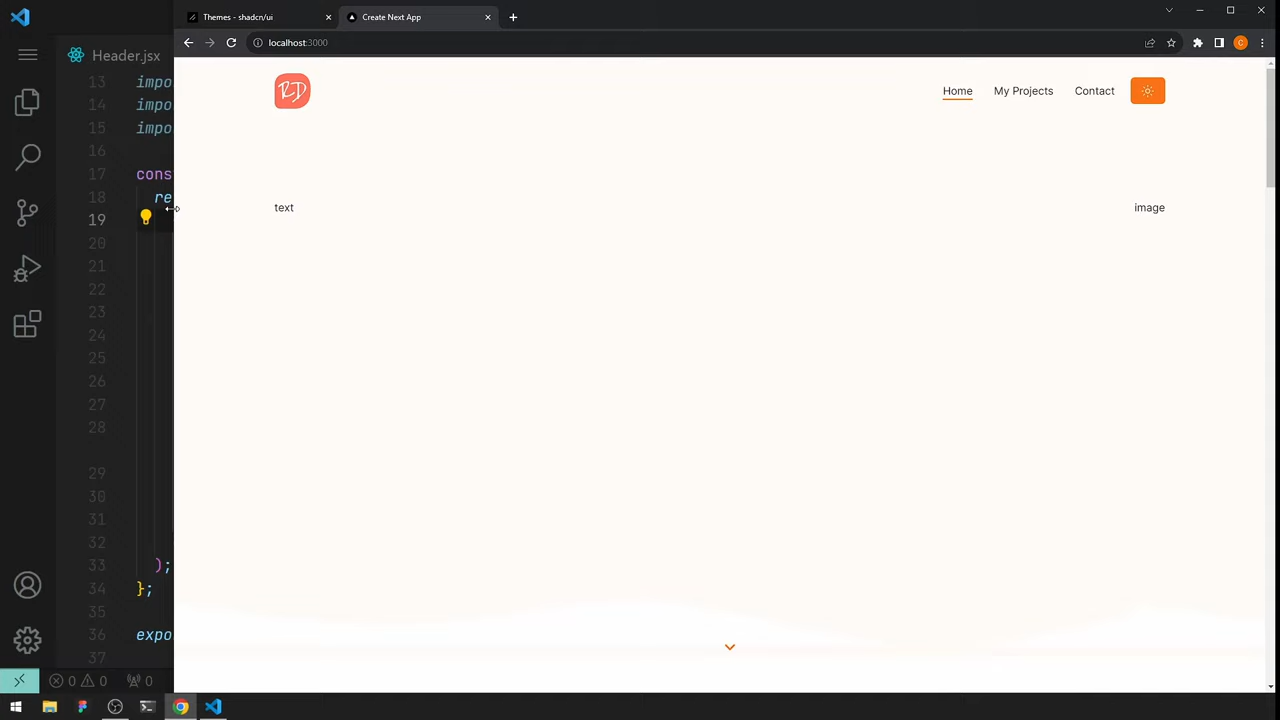 Themes - shadcn/ui
Create Next App
localhost:3000
C
Header.jsx
RD
Home
My Projects
Contact
text
image
13 impo
14 impo
15 impo
16
17 cons
18 re
19
20
21
22
23
24
25
26
27
28
29
30
31
32
33 );
34 };
35
36 expo
37
0 0 0